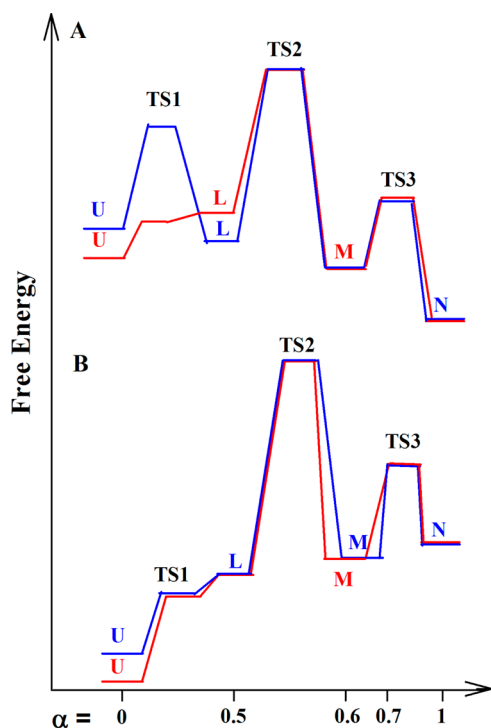 A
TS2
TS1
TS3
U
L
U
L
M
N
Free Energy
B
TS2
TS3
TS1
L
M
N
U
M
U
α = 0 0.5 0.6 0.7 1